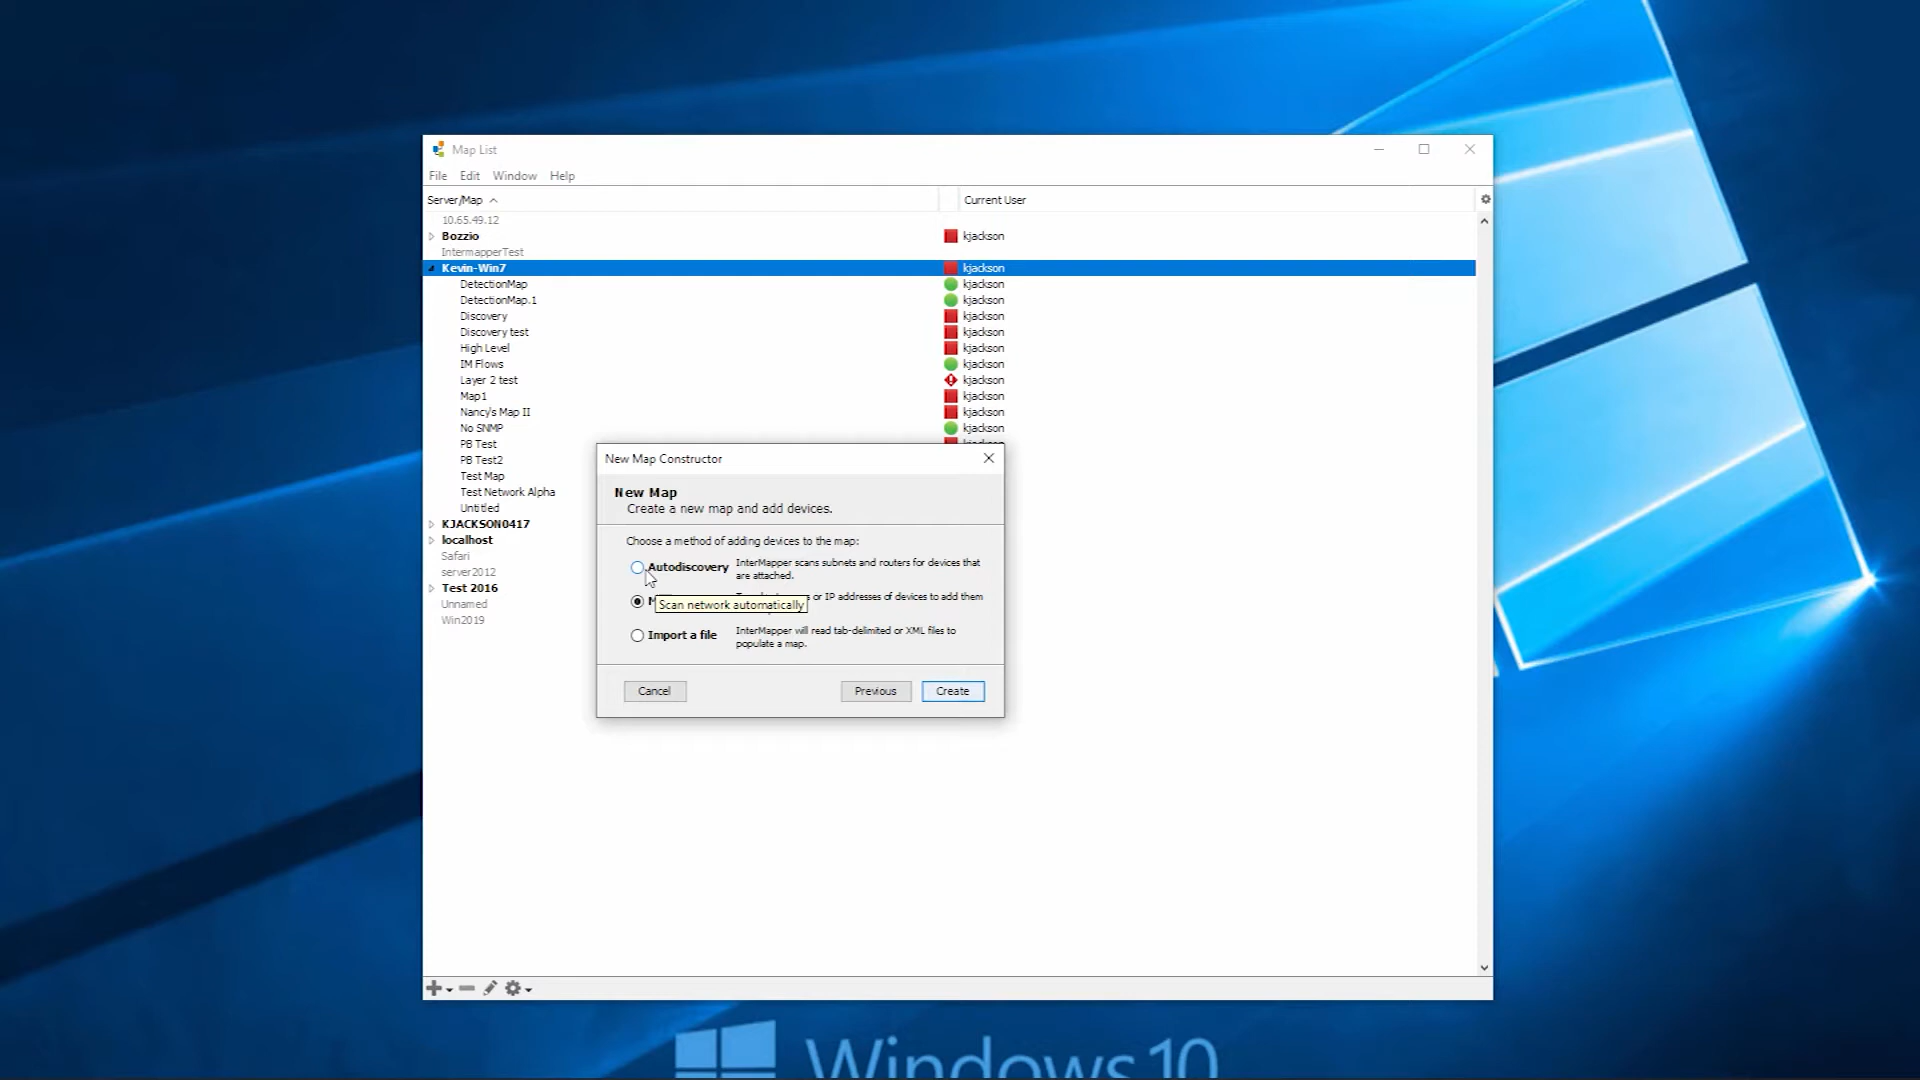 Map List
File Edit Window Help
Server/Map Current User
10.65.49.12
Bozzio kjackson
IntermapperTest
Kevin-Win7 kjackson
DetectionMap kjackson
DetectionMap.1 kjackson
Discovery kjackson
Discovery test kjackson
High Level kjackson
IM Flows kjackson
Layer 2 test kjackson
Map1 kjackson
Nancy's Map II kjackson
No SNMP kjackson
PB Test
PB Test2
Test Map
Test Network Alpha
Untitled
KJACKSON0417
localhost
Safari
server2012
Test 2016
Unnamed
Win2019
New Map Constructor
New Map
Create a new map and add devices.
Choose a method of adding devices to the map:
Autodiscovery InterMapper scans subnets and routers for devices that
are attached.
Scan network automatically or IP addresses of devices to add them
Import a file InterMapper will read tab-delimited or XML files to
populate a map.
Cancel Previous Create
Windows 10